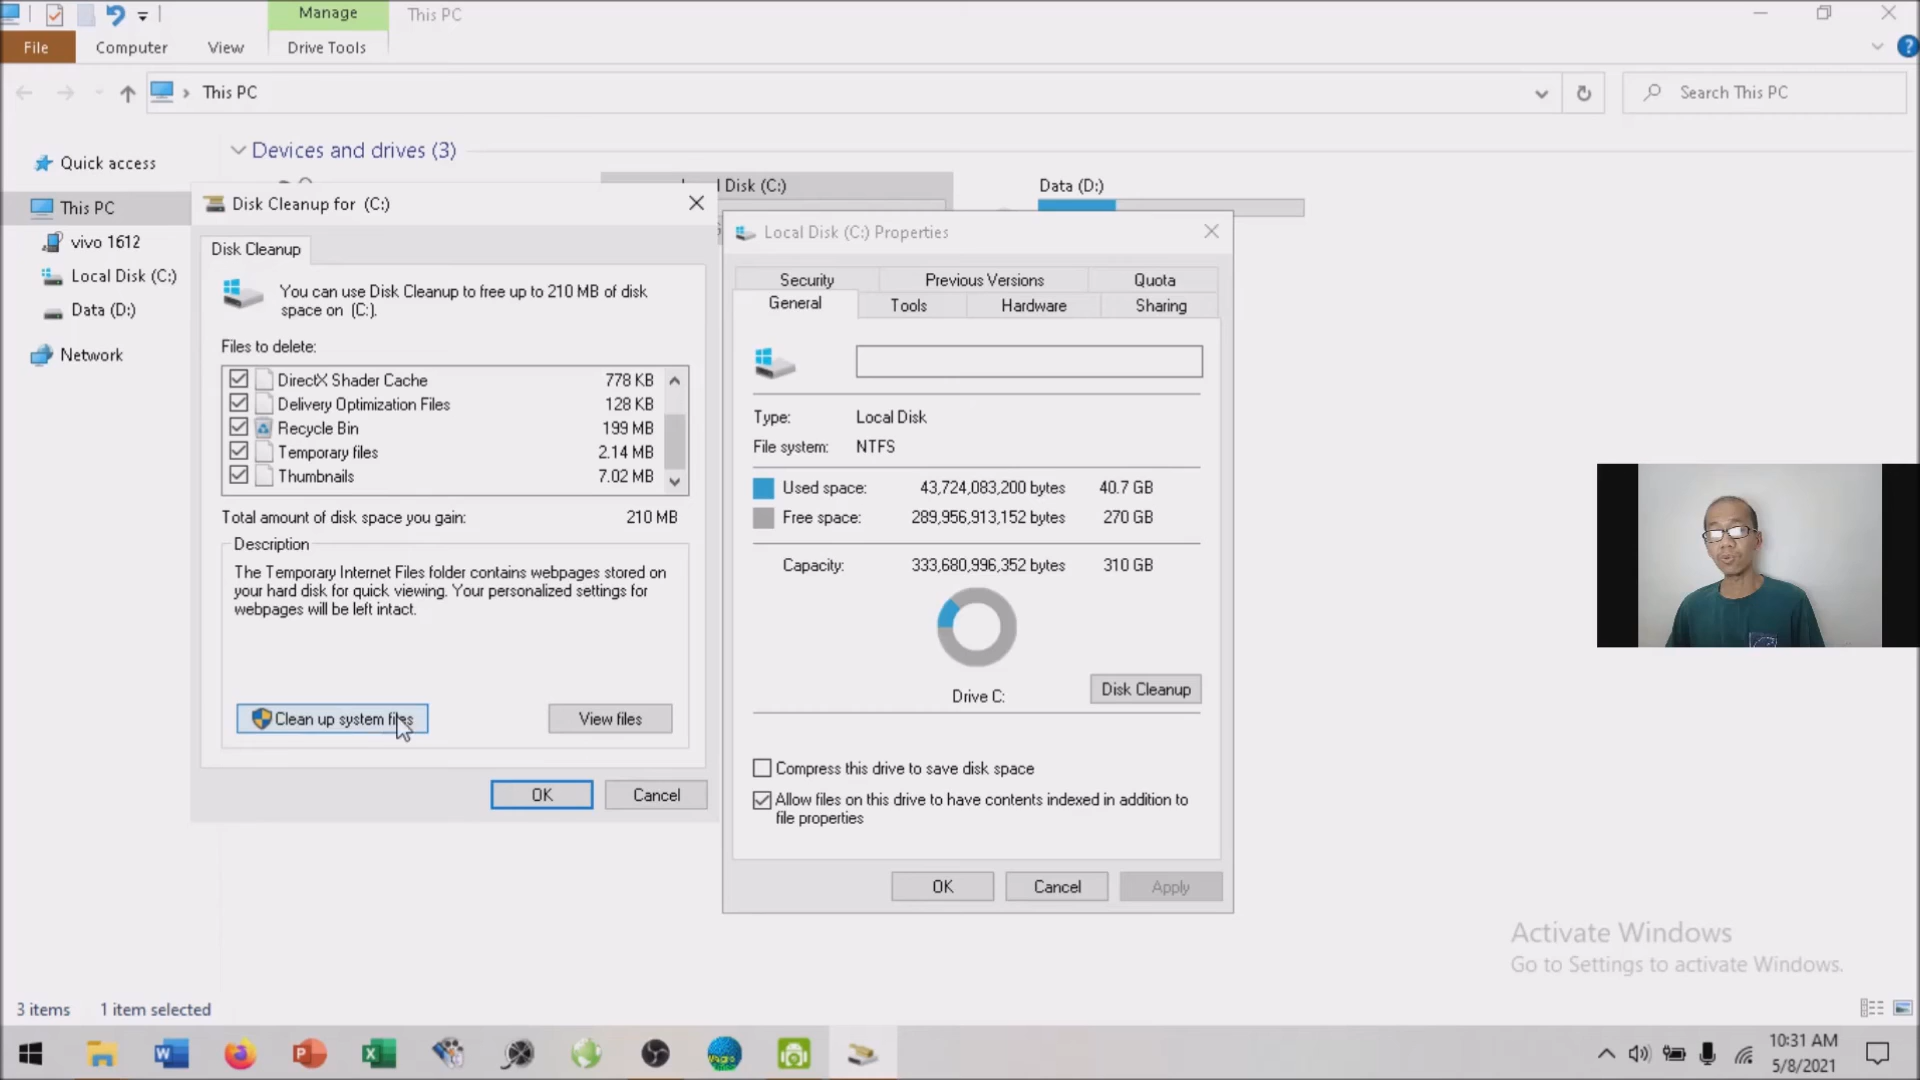 Manage
This PC
File
Computer
View
Drive Tools
This PC
Search This PC
Quick access
This PC
vivo 1612
Local Disk (C:)
Data (D:)
Network
Devices and drives (3)
Disk (C:)
Data (D:)
Disk Cleanup for (C:)
Disk Cleanup
You can use Disk Cleanup to free up to 210 MB of disk
space on (C:).
Files to delete:
DirectX Shader Cache 778 KB
Delivery Optimization Files 128 KB
Recycle Bin 199 MB
Temporary files 2.14 MB
Thumbnails 7.02 MB
Total amount of disk space you gain: 210 MB
Description
The Temporary Internet Files folder contains webpages stored on
your hard disk for quick viewing. Your personalized settings for
webpages will be left intact.
Clean up system files
View files
OK
Cancel
Local Disk (C:) Properties
Security
Previous Versions
Quota
General
Tools
Hardware
Sharing
Type: Local Disk
File system: NTFS
Used space: 43,724,083,200 bytes 40.7 GB
Free space: 289,956,913,152 bytes 270 GB
Capacity: 333,680,996,352 bytes 310 GB
Drive C:
Disk Cleanup
Compress this drive to save disk space
Allow files on this drive to have contents indexed in addition to
file properties
OK
Cancel
Apply
Activate Windows
Go to Settings to activate Windows.
3 items
1 item selected
10:31 AM
5/8/2021